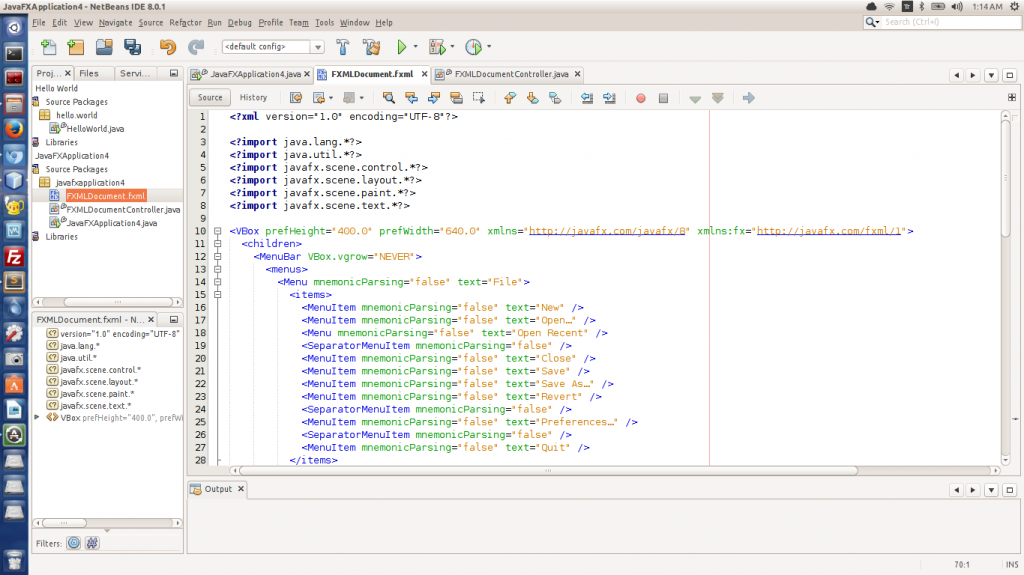 JavaFXApplication4 - NetBeans IDE 8.0.1
1:14 AM
File Edit View Navigate Source Refactor Run Debug Profile Team Tools Window Help
Search (Ctrl+I)
<default config>
Proj... Files Servi...
Hello World
Source Packages
hello.world
HelloWorld.java
Libraries
JavaFXApplication4
Source Packages
javafxapplication4
FXMLDocument.fxml
FXMLDocumentController.java
JavaFXApplication4.java
Libraries
FXMLDocument.fxml - N...
version="1.0" encoding="UTF-8"
java.lang.*
java.util.*
javafx.scene.control.*
javafx.scene.layout.*
javafx.scene.paint.*
javafx.scene.text.*
VBox prefHeight="400.0", prefWi
Filters:
JavaFXApplication4.java FXMLDocument.fxml FXMLDocumentController.java
Source History
1 <?xml version="1.0" encoding="UTF-8"?>
2
3 <?import java.lang.*?>
4 <?import java.util.*?>
5 <?import javafx.scene.control.*?>
6 <?import javafx.scene.layout.*?>
7 <?import javafx.scene.paint.*?>
8 <?import javafx.scene.text.*?>
9
10 <VBox prefHeight="400.0" prefWidth="640.0" xmlns="http://javafx.com/javafx/8" xmlns:fx="http://javafx.com/fxml/1">
11 <children>
12 <MenuBar VBox.vgrow="NEVER">
13 <menus>
14 <Menu mnemonicParsing="false" text="File">
15 <items>
16 <MenuItem mnemonicParsing="false" text="New" />
17 <MenuItem mnemonicParsing="false" text="Open…" />
18 <Menu mnemonicParsing="false" text="Open Recent" />
19 <SeparatorMenuItem mnemonicParsing="false" />
20 <MenuItem mnemonicParsing="false" text="Close" />
21 <MenuItem mnemonicParsing="false" text="Save" />
22 <MenuItem mnemonicParsing="false" text="Save As…" />
23 <MenuItem mnemonicParsing="false" text="Revert" />
24 <SeparatorMenuItem mnemonicParsing="false" />
25 <MenuItem mnemonicParsing="false" text="Preferences…" />
26 <SeparatorMenuItem mnemonicParsing="false" />
27 <MenuItem mnemonicParsing="false" text="Quit" />
28 </items>
Output
70:1 INS